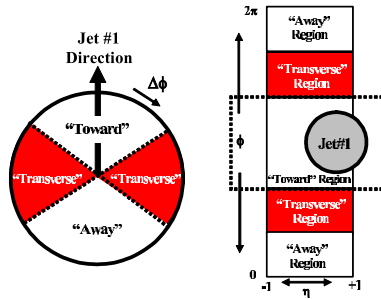 Jet #1
Direction
Δϕ
“Toward”
“Transverse” “Transverse”
“Away”
2π
“Away”
Region
“Transverse”
Region
ϕ
Jet#1
“Toward” Region
“Transverse”
Region
“Away”
Region
0
-1 η +1